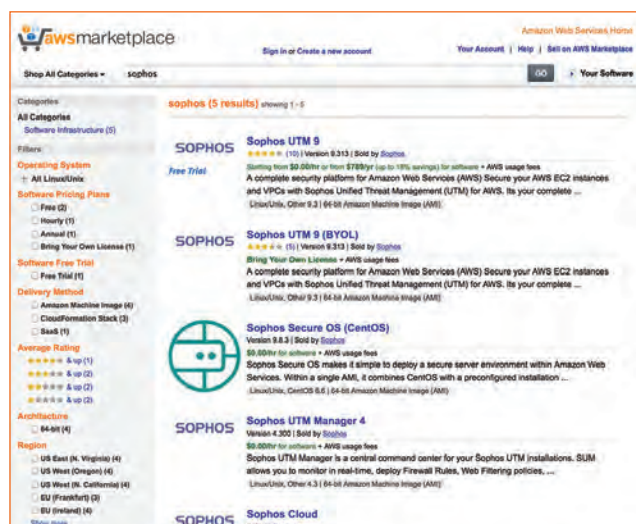 awsmarketplace
Amazon Web Services Home
Sign in or Create a new account
Your Account | Help | Sell on AWS Marketplace
Shop All Categories
sophos
GO
Your Software
Categories
All Categories
Software Infrastructure (5)
Filters
Operating System
All Linux/Unix
Software Pricing Plans
Free (2)
Hourly (1)
Annual (1)
Bring Your Own License (1)
Software Free Trial
Free Trial (1)
Delivery Method
Amazon Machine Image (4)
CloudFormation Stack (3)
SaaS (1)
Average Rating
& up (1)
& up (2)
& up (2)
& up (2)
Architecture
64-bit (4)
Region
US East (N. Virginia) (4)
US West (Oregon) (4)
US West (N. California) (4)
EU (Frankfurt) (3)
EU (Ireland) (4)
Show more
sophos (5 results) showing 1 - 5
SOPHOS
Free Trial
Sophos UTM 9
(10) | Version 9.313 | Sold by Sophos
Starting from $0.00/hr or from $789/yr (up to 18% savings) for software + AWS usage fees
A complete security platform for Amazon Web Services (AWS) Secure your AWS EC2 instances
and VPCs with Sophos Unified Threat Management (UTM) for AWS. Its your complete ...
Linux/Unix, Other 9.3 | 64-bit Amazon Machine Image (AMI)
SOPHOS
Sophos UTM 9 (BYOL)
(5) | Version 9.313 | Sold by Sophos
Bring Your Own License + AWS usage fees
A complete security platform for Amazon Web Services (AWS) Secure your AWS EC2 instances
and VPCs with Sophos Unified Threat Management (UTM) for AWS. Its your complete ...
Linux/Unix, Other 9.3 | 64-bit Amazon Machine Image (AMI)
Sophos Secure OS (CentOS)
Version 9.8.3 | Sold by Sophos
$0.00/hr for software + AWS usage fees
Sophos Secure OS makes it simple to deploy a secure server environment within Amazon Web
Services. Within a single AMI, it combines CentOS with a preconfigured installation ...
Linux/Unix, CentOS 6.6 | 64-bit Amazon Machine Image (AMI)
SOPHOS
Sophos UTM Manager 4
Version 4.300 | Sold by Sophos
$0.00/hr for software + AWS usage fees
Sophos UTM Manager is a central command center for your Sophos UTM installations. SUM
allows you to monitor in real-time, deploy Firewall Rules, Web Filtering policies, ...
Linux/Unix, Other 4.3 | 64-bit Amazon Machine Image (AMI)
SOPHOS
Sophos Cloud